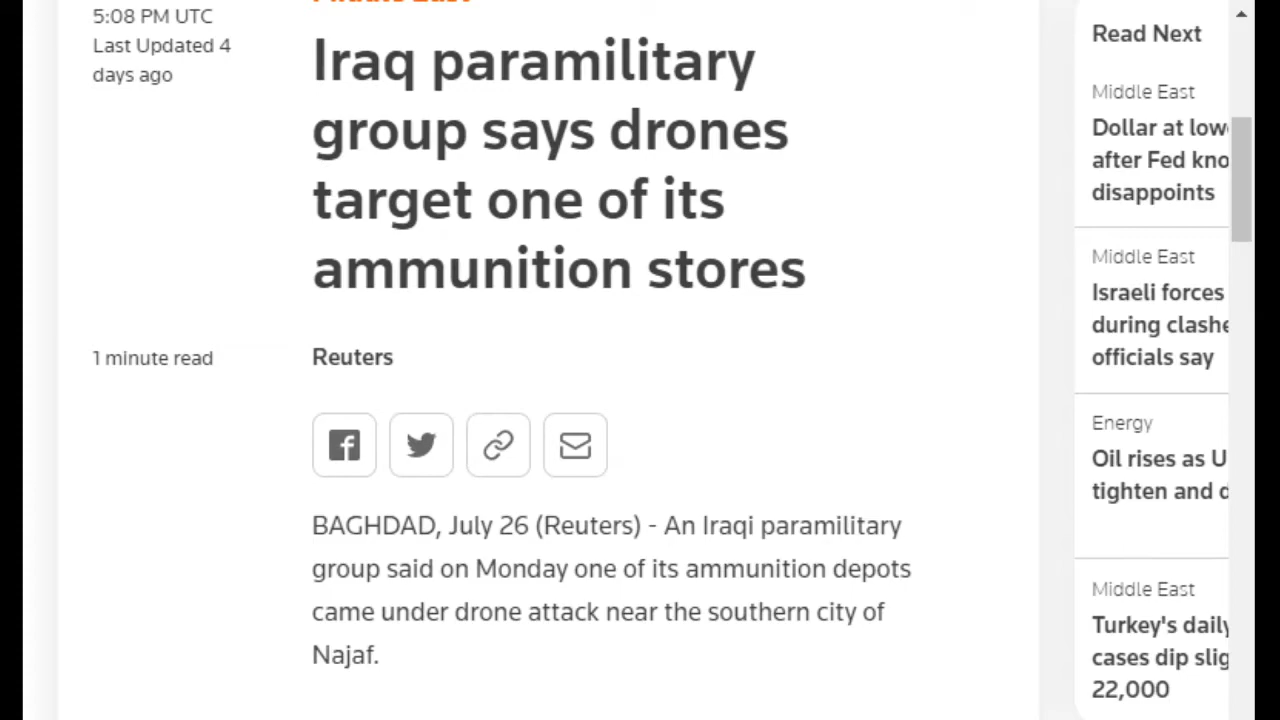 5:08 PM UTC
Last Updated 4
days ago
Iraq paramilitary
group says drones
target one of its
ammunition stores
1 minute read
Reuters
BAGHDAD, July 26 (Reuters) - An Iraqi paramilitary
group said on Monday one of its ammunition depots
came under drone attack near the southern city of
Najaf.
Read Next
Middle East
Dollar at
after Fed
disappoints
Middle East
Israeli forces
during
officials say
Energy
Oil rises as
tighten and
Middle East
Turkey's daily
cases dip
22,000